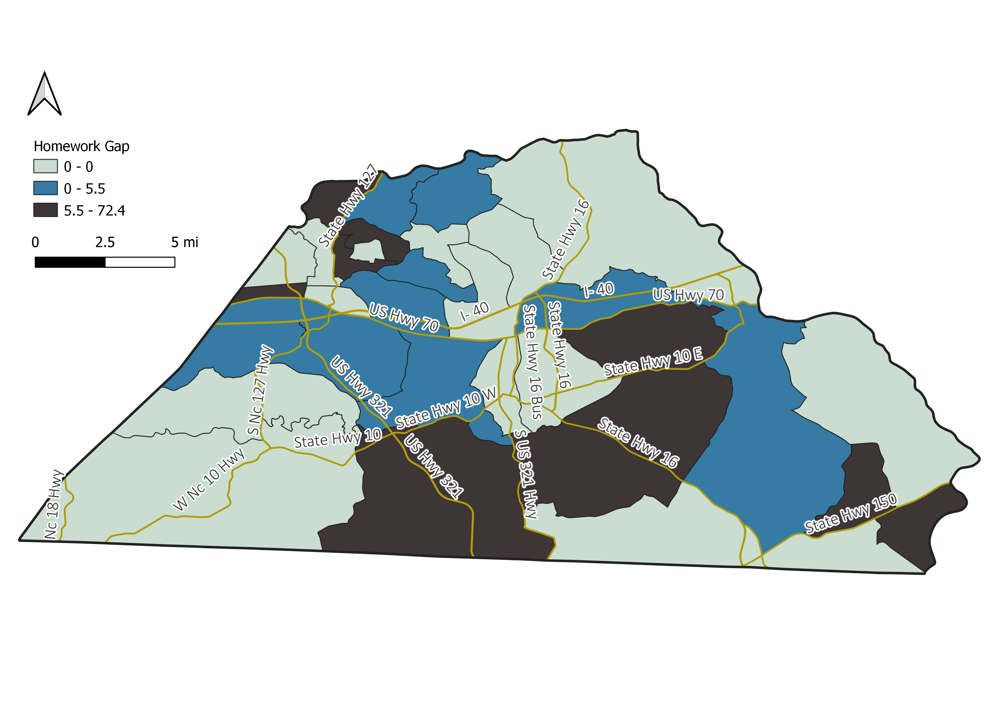 Homework Gap
0 - 0
0 - 5.5
5.5 - 72.4
0 2.5 5 mi
State Hwy 127
State Hwy 16
I- 40
US Hwy 70
US Hwy 70
I- 40
State Hwy 16 Bus
State Hwy 16
State Hwy 10 E
S Nc 127 Hwy
US Hwy 321
State Hwy 10 W
State Hwy 10
US Hwy 321
S US 321 Hwy
State Hwy 16
W Nc 10 Hwy
Nc 18 Hwy
State Hwy 150